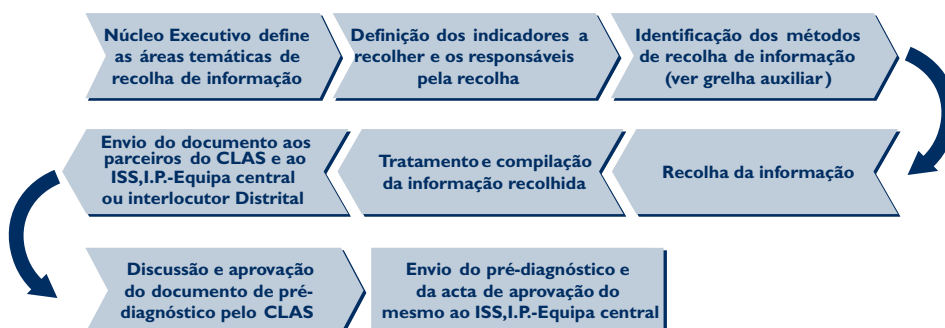 Núcleo Executivo define
as áreas temáticas de
recolha de informação
Definição dos indicadores a
recolher e os responsáveis
pela recolha
Identificação dos métodos
de recolha de informação
(ver grelha auxiliar)
Recolha da informação
Tratamento e compilação
da informação recolhida
Envio do documento aos
parceiros do CLAS e ao
ISS,I.P.-Equipa central
ou interlocutor Distrital
Discussão e aprovação
do documento de pré-
diagnóstico pelo CLAS
Envio do pré-diagnóstico e
da acta de aprovação do
mesmo ao ISS,I.P.-Equipa central